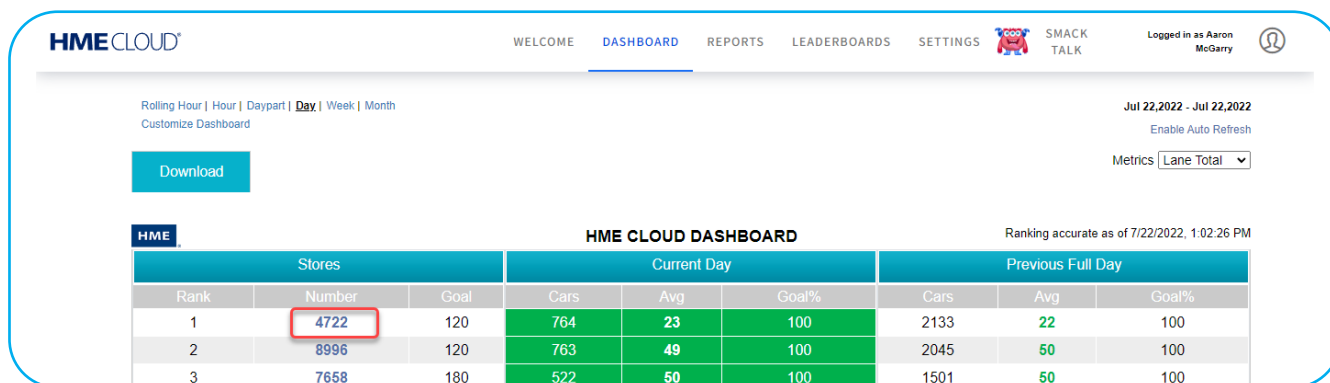 HME CLOUD®
WELCOME DASHBOARD REPORTS LEADERBOARDS SETTINGS SMACK TALK Logged in as Aaron McGarry
Rolling Hour | Hour | Daypart | Day | Week | Month
Customize Dashboard
Jul 22,2022 - Jul 22,2022
Enable Auto Refresh
Download
Metrics Lane Total
HME HME CLOUD DASHBOARD Ranking accurate as of 7/22/2022, 1:02:26 PM
Stores Current Day Previous Full Day
Rank Number Goal Cars Avg Goal% Cars Avg Goal%
1 4722 120 764 23 100 2133 22 100
2 8996 120 763 49 100 2045 50 100
3 7658 180 522 50 100 1501 50 100